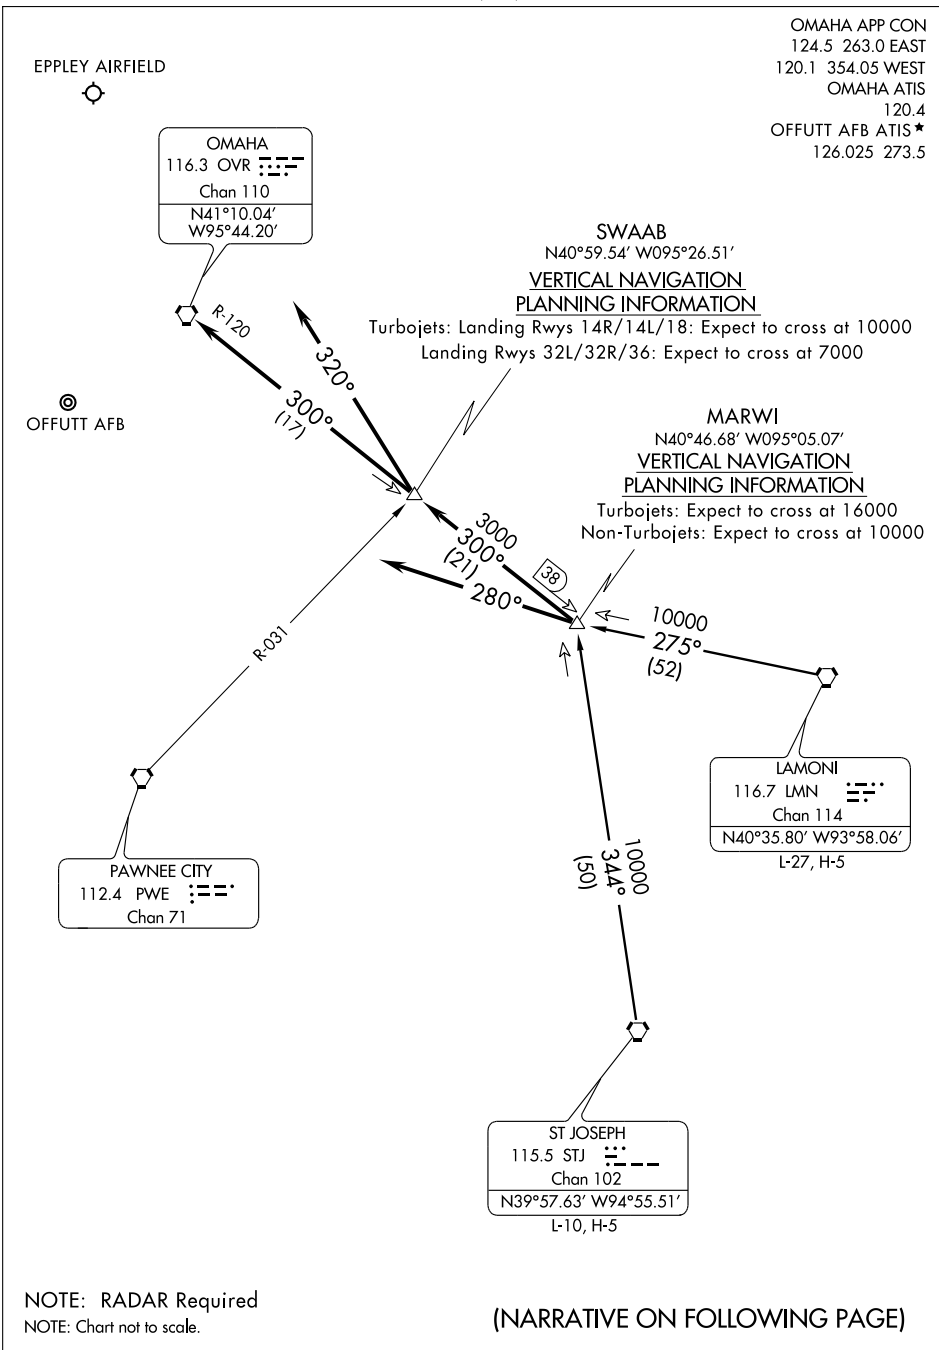 OMAHA APP CON
124.5 263.0 EAST
120.1 354.05 WEST
OMAHA ATIS
120.4
OFFUTT AFB ATIS★
126.025 273.5
EPPLEY AIRFIELD
OMAHA
116.3 OVR
Chan 110
N41°10.04′
W95°44.20′
SWAAB
N40°59.54′ W095°26.51′
VERTICAL NAVIGATION
PLANNING INFORMATION
Turbojets: Landing Rwys 14R/14L/18: Expect to cross at 10000
Landing Rwys 32L/32R/36: Expect to cross at 7000
R-120
320°
300°
(17)
OFFUTT AFB
MARWI
N40°46.68′ W095°05.07′
VERTICAL NAVIGATION
PLANNING INFORMATION
Turbojets: Expect to cross at 16000
Non-Turbojets: Expect to cross at 10000
3000
300°
(21)
38
280°
10000
275°
(52)
R-031
LAMONI
116.7 LMN
Chan 114
N40°35.80′ W93°58.06′
L-27, H-5
PAWNEE CITY
112.4 PWE
Chan 71
10000
344°
(50)
ST JOSEPH
115.5 STJ
Chan 102
N39°57.63′ W94°55.51′
L-10, H-5
NOTE: RADAR Required
NOTE: Chart not to scale.
(NARRATIVE ON FOLLOWING PAGE)